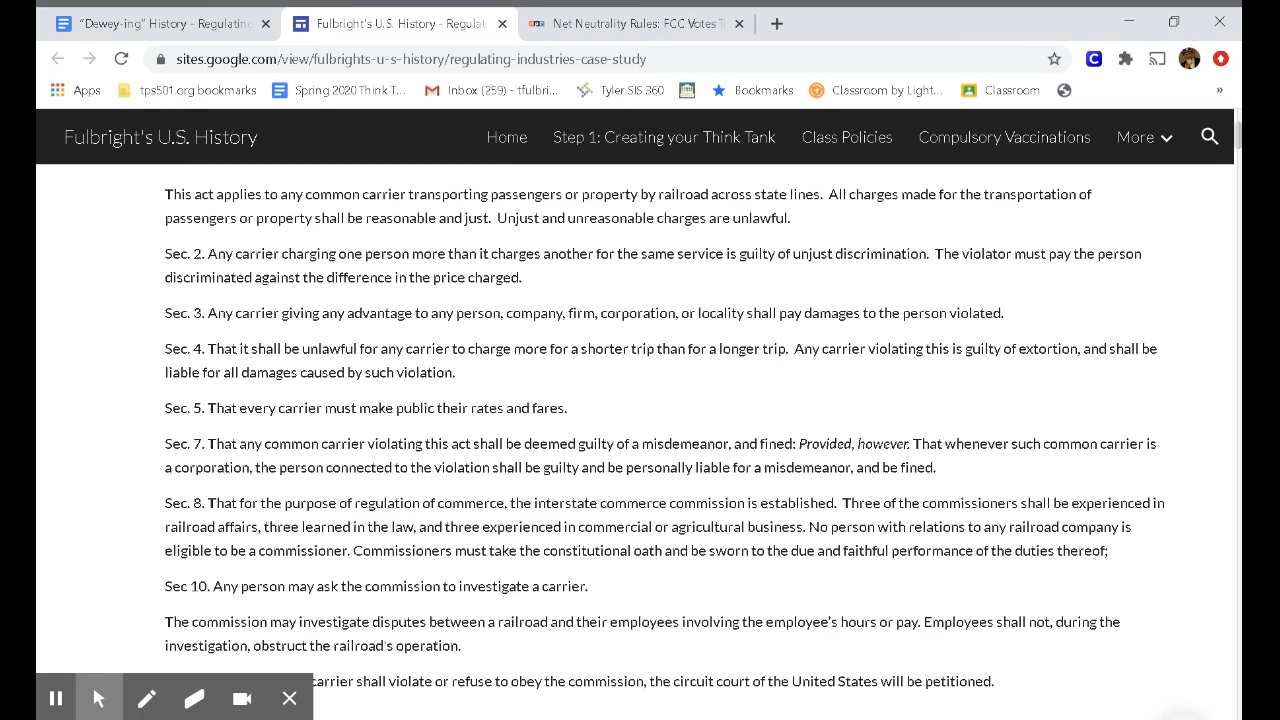 "Dewey-ing" History - Regulating
Fulbright's U.S. History - Regulat
npr
Net Neutrality Rules: FCC Votes T
sites.google.com/view/fulbrights-u-s-history/regulating-industries-case-study
Apps
tps501.org bookmarks
Spring 2020 Think T...
Inbox (259) - tfulbri...
Tyler SIS 360
Bookmarks
Classroom by Light...
Classroom
»
Fulbright's U.S. History
Home
Step 1: Creating your Think Tank
Class Policies
Compulsory Vaccinations
More
This act applies to any common carrier transporting passengers or property by railroad across state lines. All charges made for the transportation of
passengers or property shall be reasonable and just. Unjust and unreasonable charges are unlawful.
Sec. 2. Any carrier charging one person more than it charges another for the same service is guilty of unjust discrimination. The violator must pay the person
discriminated against the difference in the price charged.
Sec. 3. Any carrier giving any advantage to any person, company, firm, corporation, or locality shall pay damages to the person violated.
Sec. 4. That it shall be unlawful for any carrier to charge more for a shorter trip than for a longer trip. Any carrier violating this is guilty of extortion, and shall be
liable for all damages caused by such violation.
Sec. 5. That every carrier must make public their rates and fares.
Sec. 7. That any common carrier violating this act shall be deemed guilty of a misdemeanor, and fined: Provided, however. That whenever such common carrier is
a corporation, the person connected to the violation shall be guilty and be personally liable for a misdemeanor, and be fined.
Sec. 8. That for the purpose of regulation of commerce, the interstate commerce commission is established. Three of the commissioners shall be experienced in
railroad affairs, three learned in the law, and three experienced in commercial or agricultural business. No person with relations to any railroad company is
eligible to be a commissioner. Commissioners must take the constitutional oath and be sworn to the due and faithful performance of the duties thereof;
Sec 10. Any person may ask the commission to investigate a carrier.
The commission may investigate disputes between a railroad and their employees involving the employee's hours or pay. Employees shall not, during the
investigation, obstruct the railroad's operation.
carrier shall violate or refuse to obey the commission, the circuit court of the United States will be petitioned.